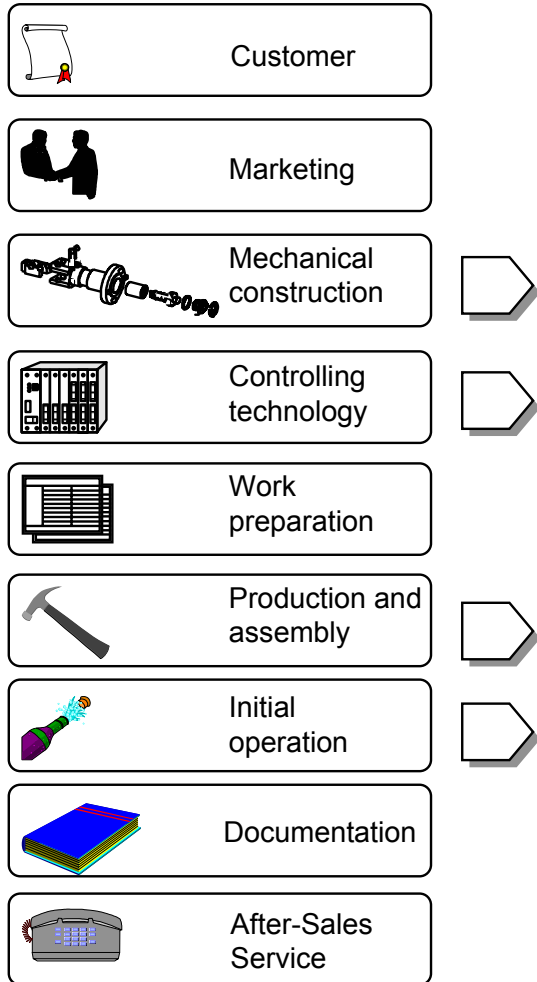 Customer
Marketing
Mechanical
construction
Controlling
technology
Work
preparation
Production and
assembly
Initial
operation
Documentation
After-Sales
Service